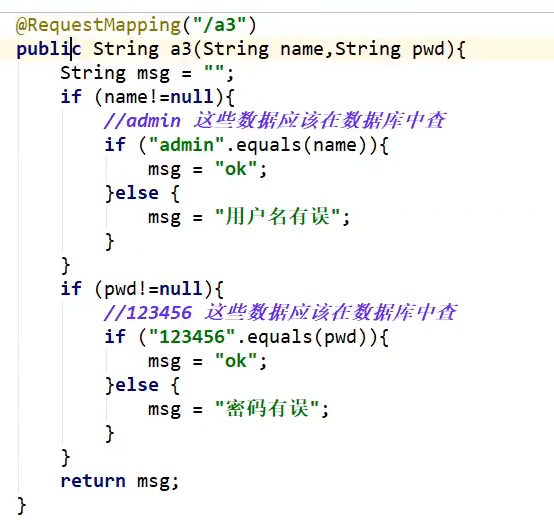 @RequestMapping("/a3")
public String a3(String name,String pwd){
    String msg = "";
    if (name!=null){
        //admin 这些数据应该在数据库中查
        if ("admin".equals(name)){
            msg = "ok";
        }else {
            msg = "用户名有误";
        }
    }
    if (pwd!=null){
        //123456 这些数据应该在数据库中查
        if ("123456".equals(pwd)){
            msg = "ok";
        }else {
            msg = "密码有误";
        }
    }
    return msg;
}